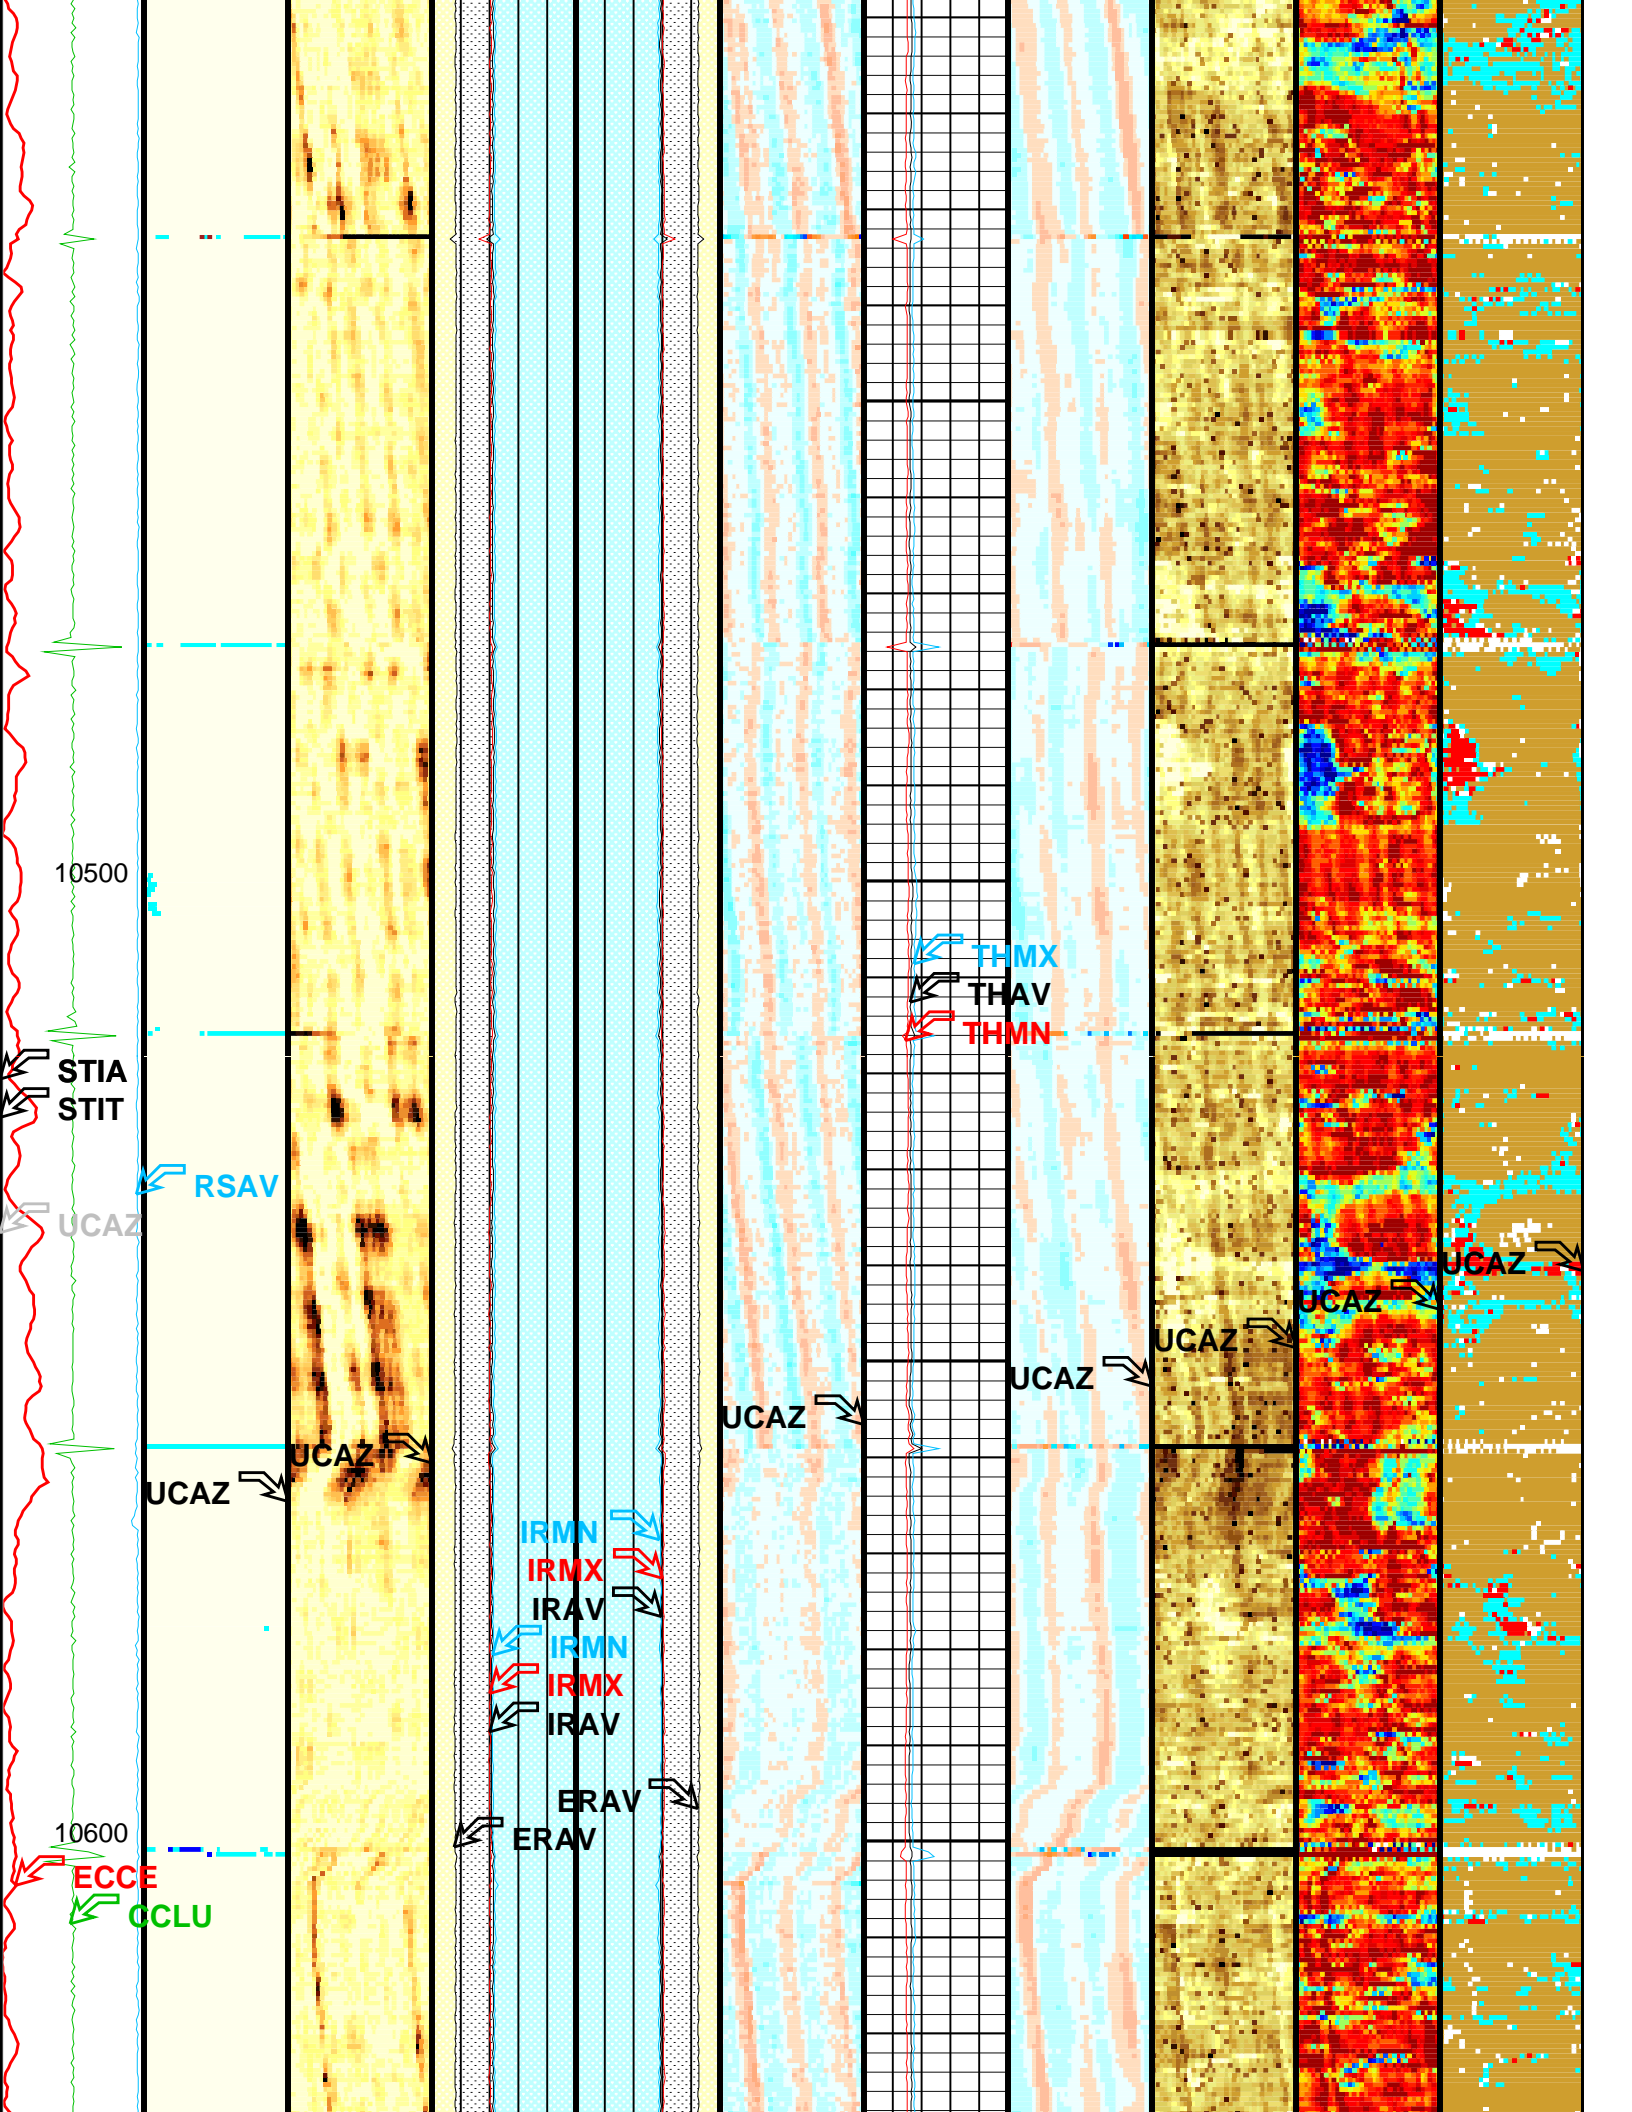 10500
THMX
THAV
THMN
STIA
STIT
RSAV
UCAZ
UCAZ
UCAZ
UCAZ
UCAZ
UCAZ
UCAZ
UCAZ
IRMN
IRMX
IRAV
IRMN
IRMX
IRAV
ERAV
10600
ERAV
ECCE
CCLU